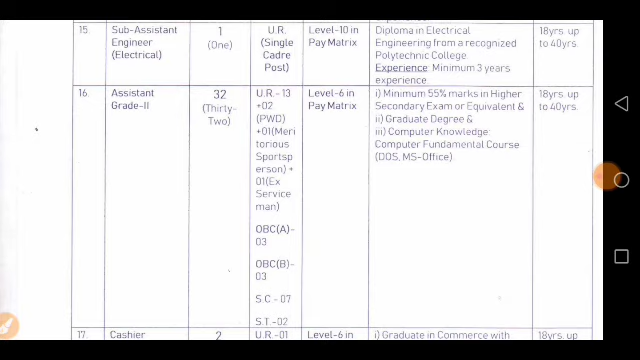 15. Sub-Assistant Engineer (Electrical) 1 (One) U.R. (Single Cadre Post) Level-10 in Pay Matrix Diploma in Electrical Engineering from a recognized Polytechnic College. Experience: Minimum 3 years experience. 18yrs. up to 40yrs.
16. Assistant Grade-II 32 (Thirty-Two) U.R.-13 +02 (PWD) +01(Meritorious Sportsperson) + 01(Ex Service man) OBC(A)-03 OBC(B)-03 S.C-07 S.T.-02 Level-6 in Pay Matrix i) Minimum 55% marks in Higher Secondary Exam or Equivalent & ii) Graduate Degree & iii) Computer Knowledge: Computer Fundamental Course (DOS, MS-Office) 18yrs. up to 40yrs.
17. Cashier 2 U.R.-01 Level-6 in i) Graduate in Commerce with 18yrs. up